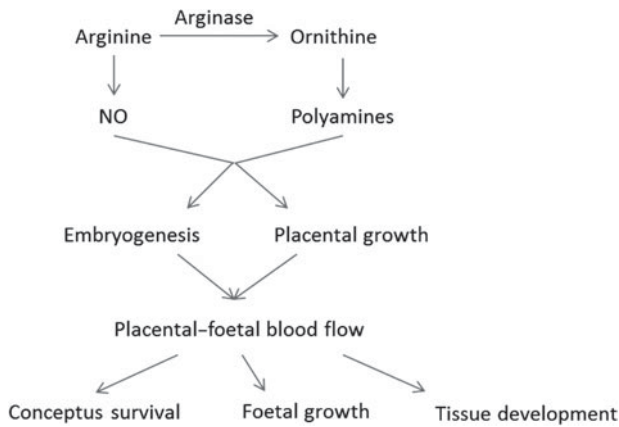 Arginase
Arginine Ornithine
NO Polyamines
Embryogenesis Placental growth
Placental–foetal blood flow
Conceptus survival Foetal growth Tissue development